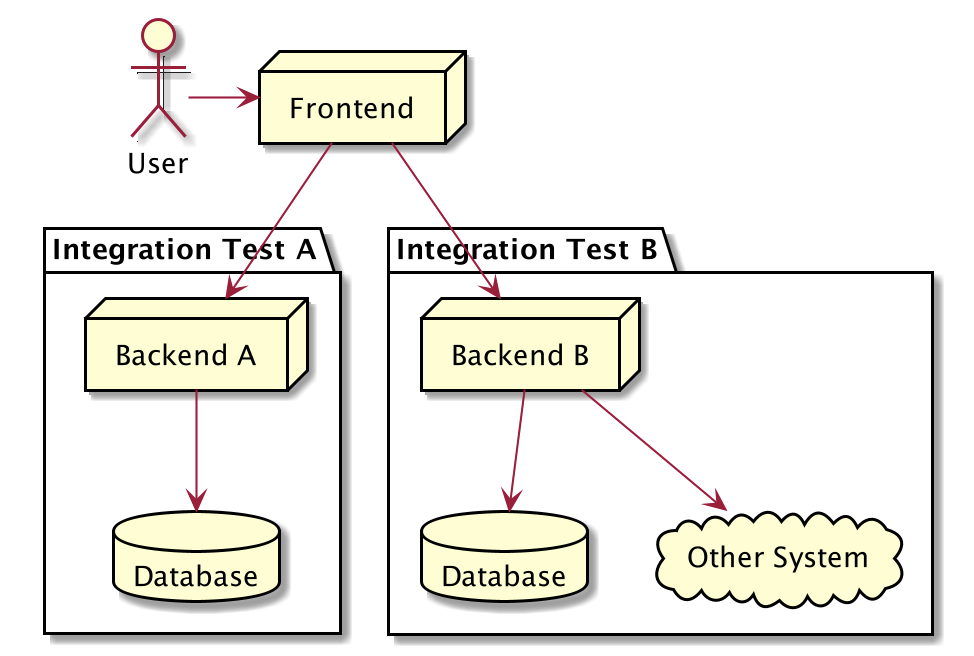 Frontend
User
Integration Test A
Integration Test B
Backend A
Backend B
Database
Database
Other System